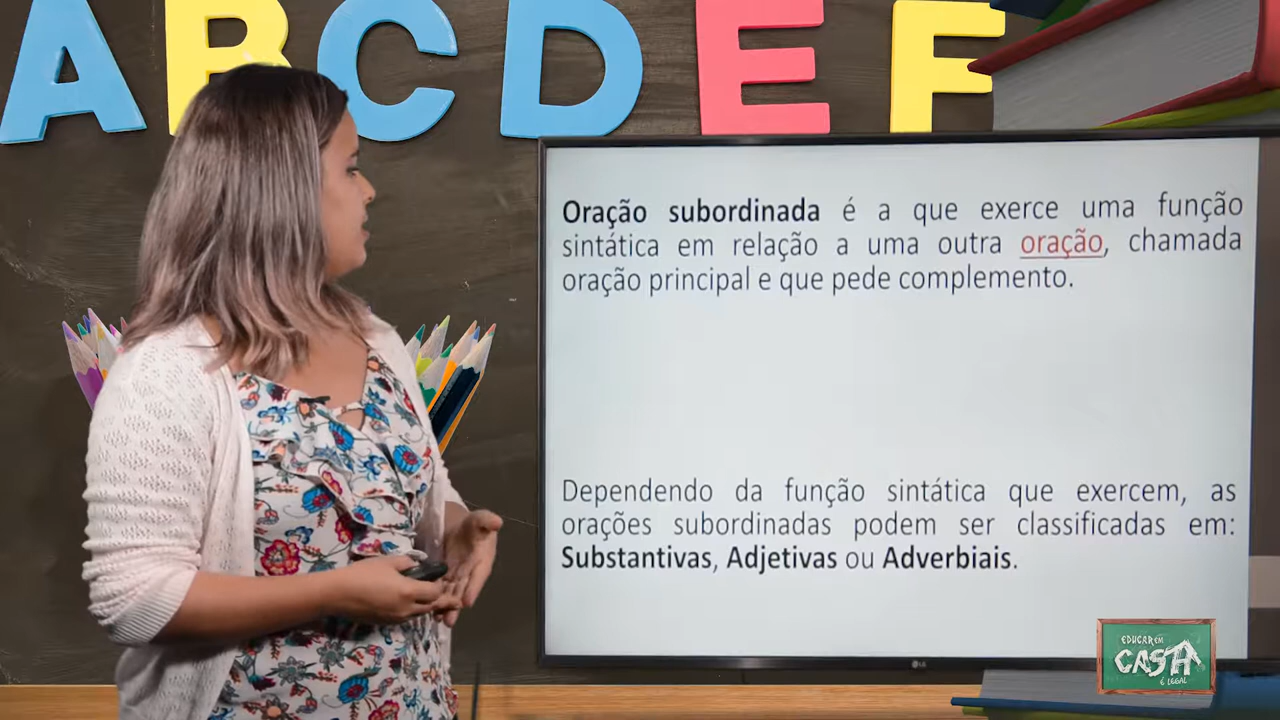 ABCDEF
Oração subordinada é a que exerce uma função
sintática em relação a uma outra oração, chamada
oração principal e que pede complemento.
Dependendo da função sintática que exercem, as
orações subordinadas podem ser classificadas em:
Substantivas, Adjetivas ou Adverbiais.
LG
EDUCAR EM
CASA
É LEGAL